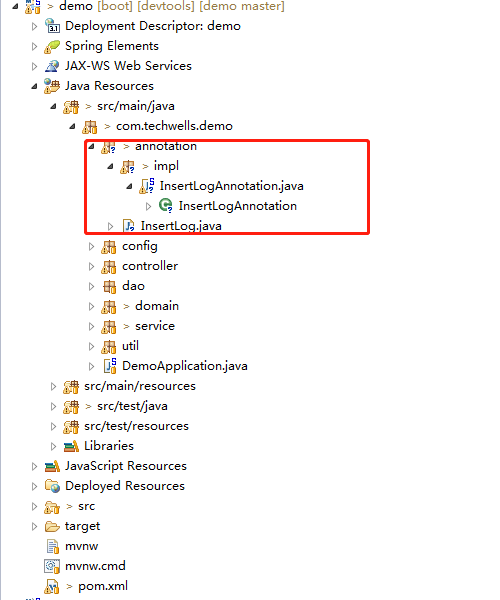 > demo [boot] [devtools] [demo master]
Deployment Descriptor: demo
Spring Elements
JAX-WS Web Services
Java Resources
> src/main/java
> com.techwells.demo
> annotation
> impl
InsertLogAnnotation.java
InsertLogAnnotation
InsertLog.java
config
controller
dao
> domain
> service
util
DemoApplication.java
src/main/resources
> src/test/java
src/test/resources
Libraries
JavaScript Resources
Deployed Resources
> src
target
mvnw
mvnw.cmd
> pom.xml